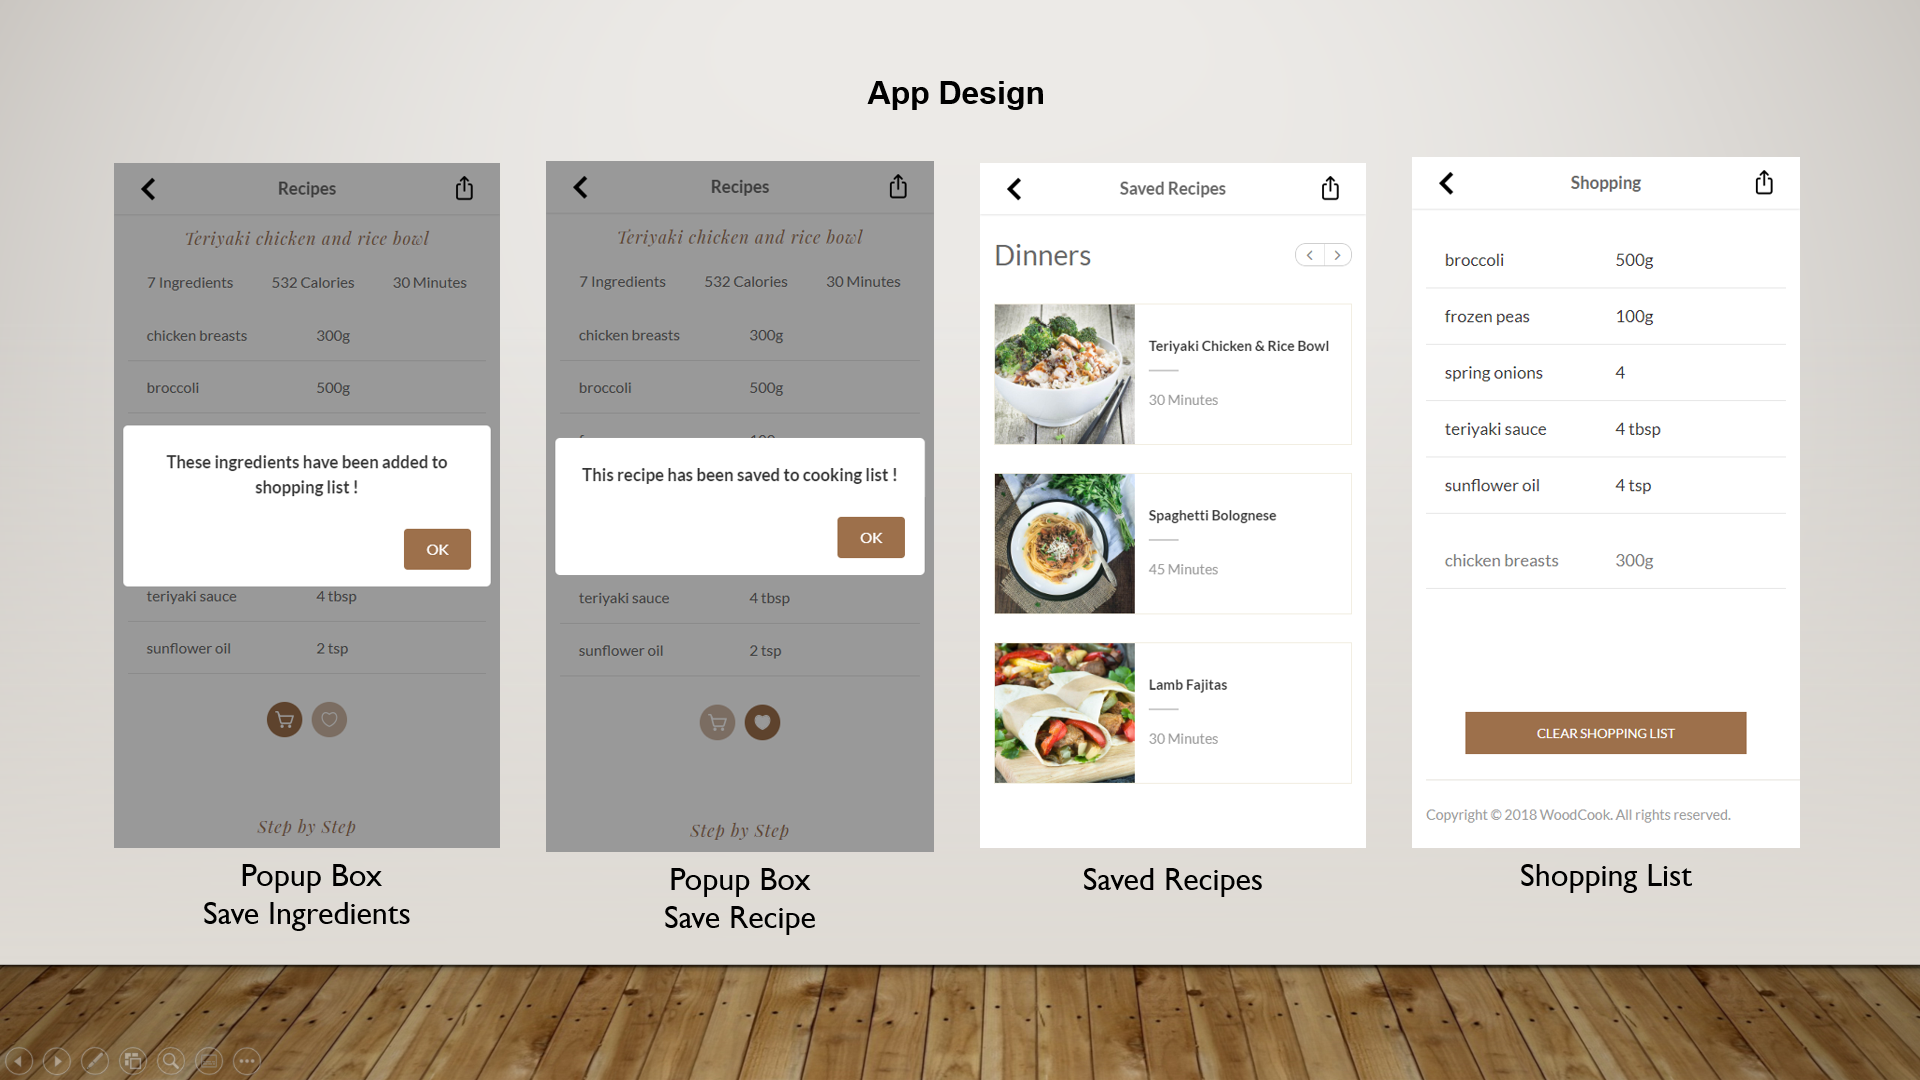 App Design
Recipes
Teriyaki chicken and rice bowl
7 Ingredients 532 Calories 30 Minutes
chicken breasts 300g
broccoli 500g
These ingredients have been added to
shopping list !
OK
teriyaki sauce 4 tbsp
sunflower oil 2 tsp
Step by Step
Popup Box
Save Ingredients
Recipes
Teriyaki chicken and rice bowl
7 Ingredients 532 Calories 30 Minutes
chicken breasts 300g
broccoli 500g
This recipe has been saved to cooking list !
OK
teriyaki sauce 4 tbsp
sunflower oil 2 tsp
Step by Step
Popup Box
Save Recipe
Saved Recipes
Dinners
Teriyaki Chicken & Rice Bowl
30 Minutes
Spaghetti Bolognese
45 Minutes
Lamb Fajitas
30 Minutes
Saved Recipes
Shopping
broccoli 500g
frozen peas 100g
spring onions 4
teriyaki sauce 4 tbsp
sunflower oil 4 tsp
chicken breasts 300g
CLEAR SHOPPING LIST
Copyright © 2018 WoodCook. All rights reserved.
Shopping List